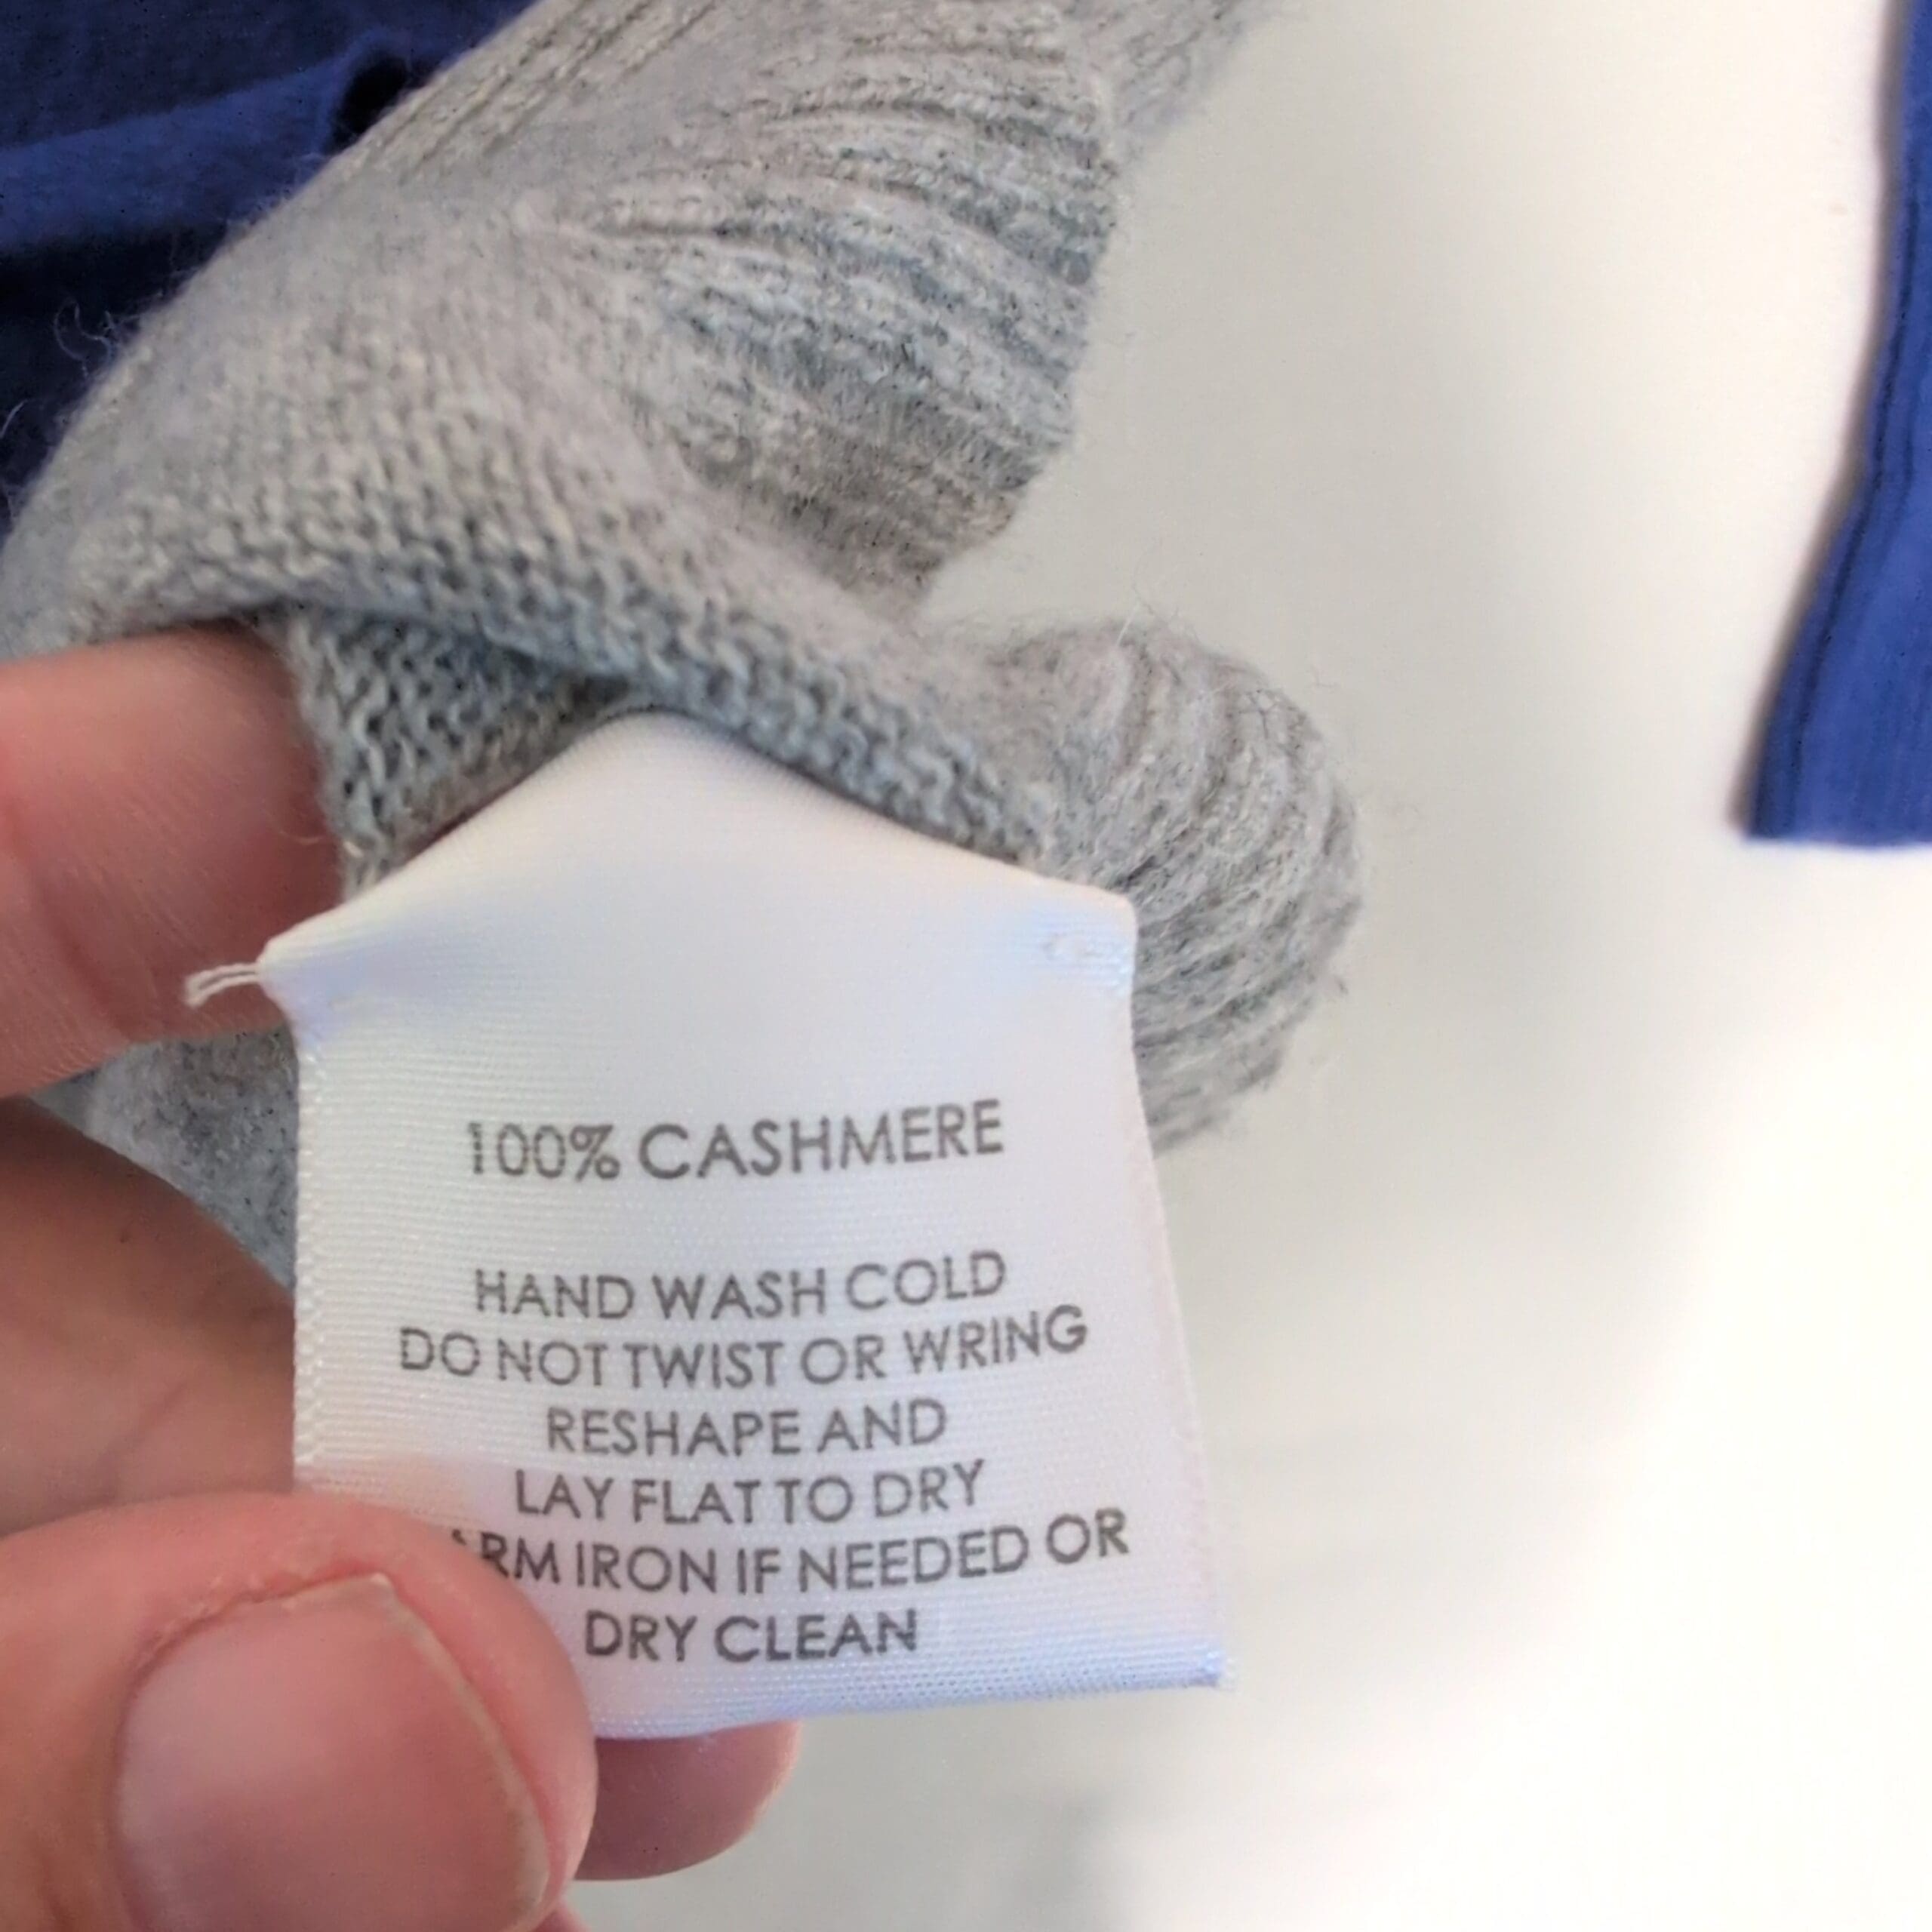 100% CASHMERE
HAND WASH COLD
DO NOT TWIST OR WRING
RESHAPE AND
LAY FLAT TO DRY
IRON IF NEEDED OR
DRY CLEAN